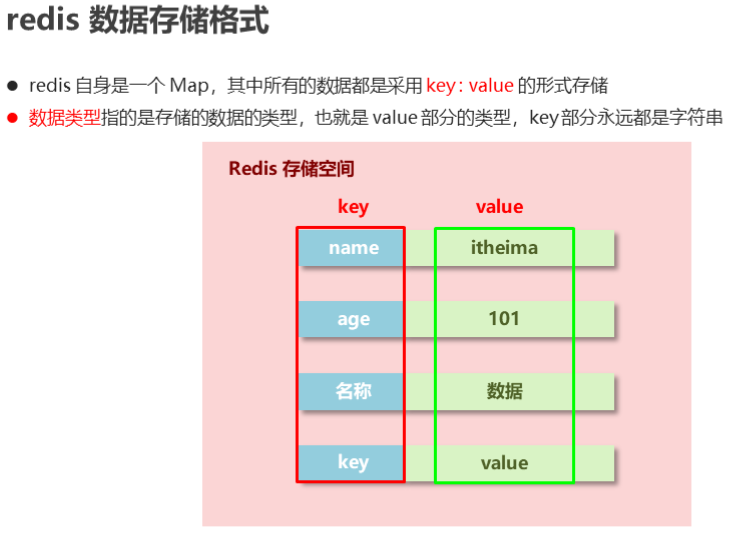 redis 数据存储格式
● redis 自身是一个 Map，其中所有的数据都是采用 key : value 的形式存储
● 数据类型指的是存储的数据的类型，也就是 value 部分的类型，key 部分永远都是字符串
Redis 存储空间
key value
name itheima
age 101
名称 数据
key value